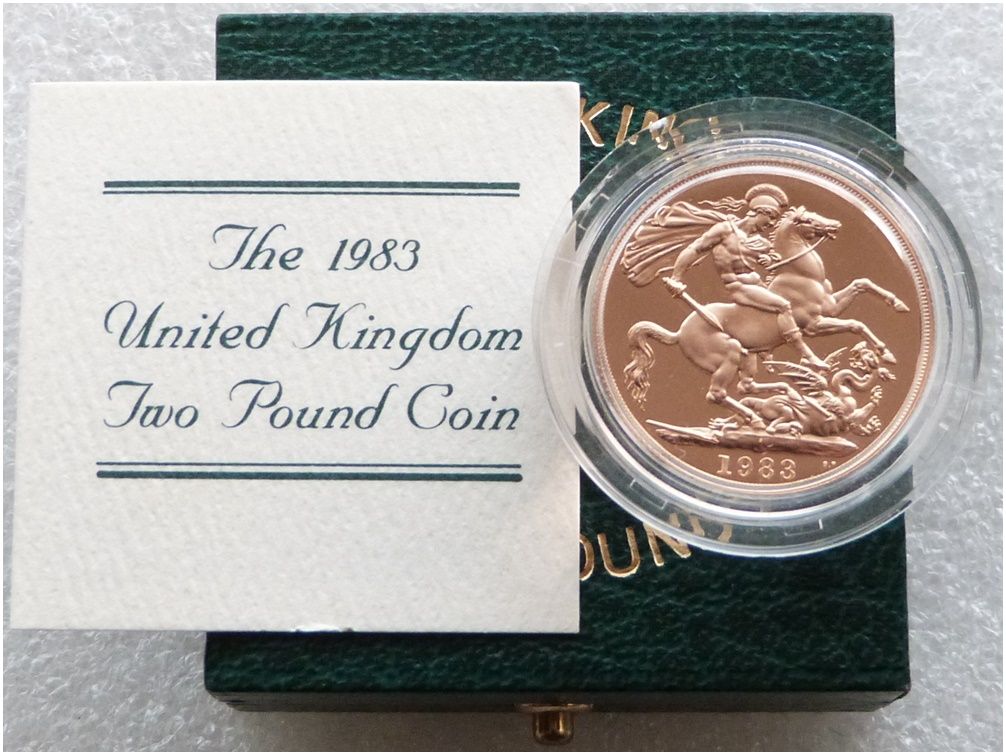 The 1983
United Kingdom
Two Pound Coin
1983